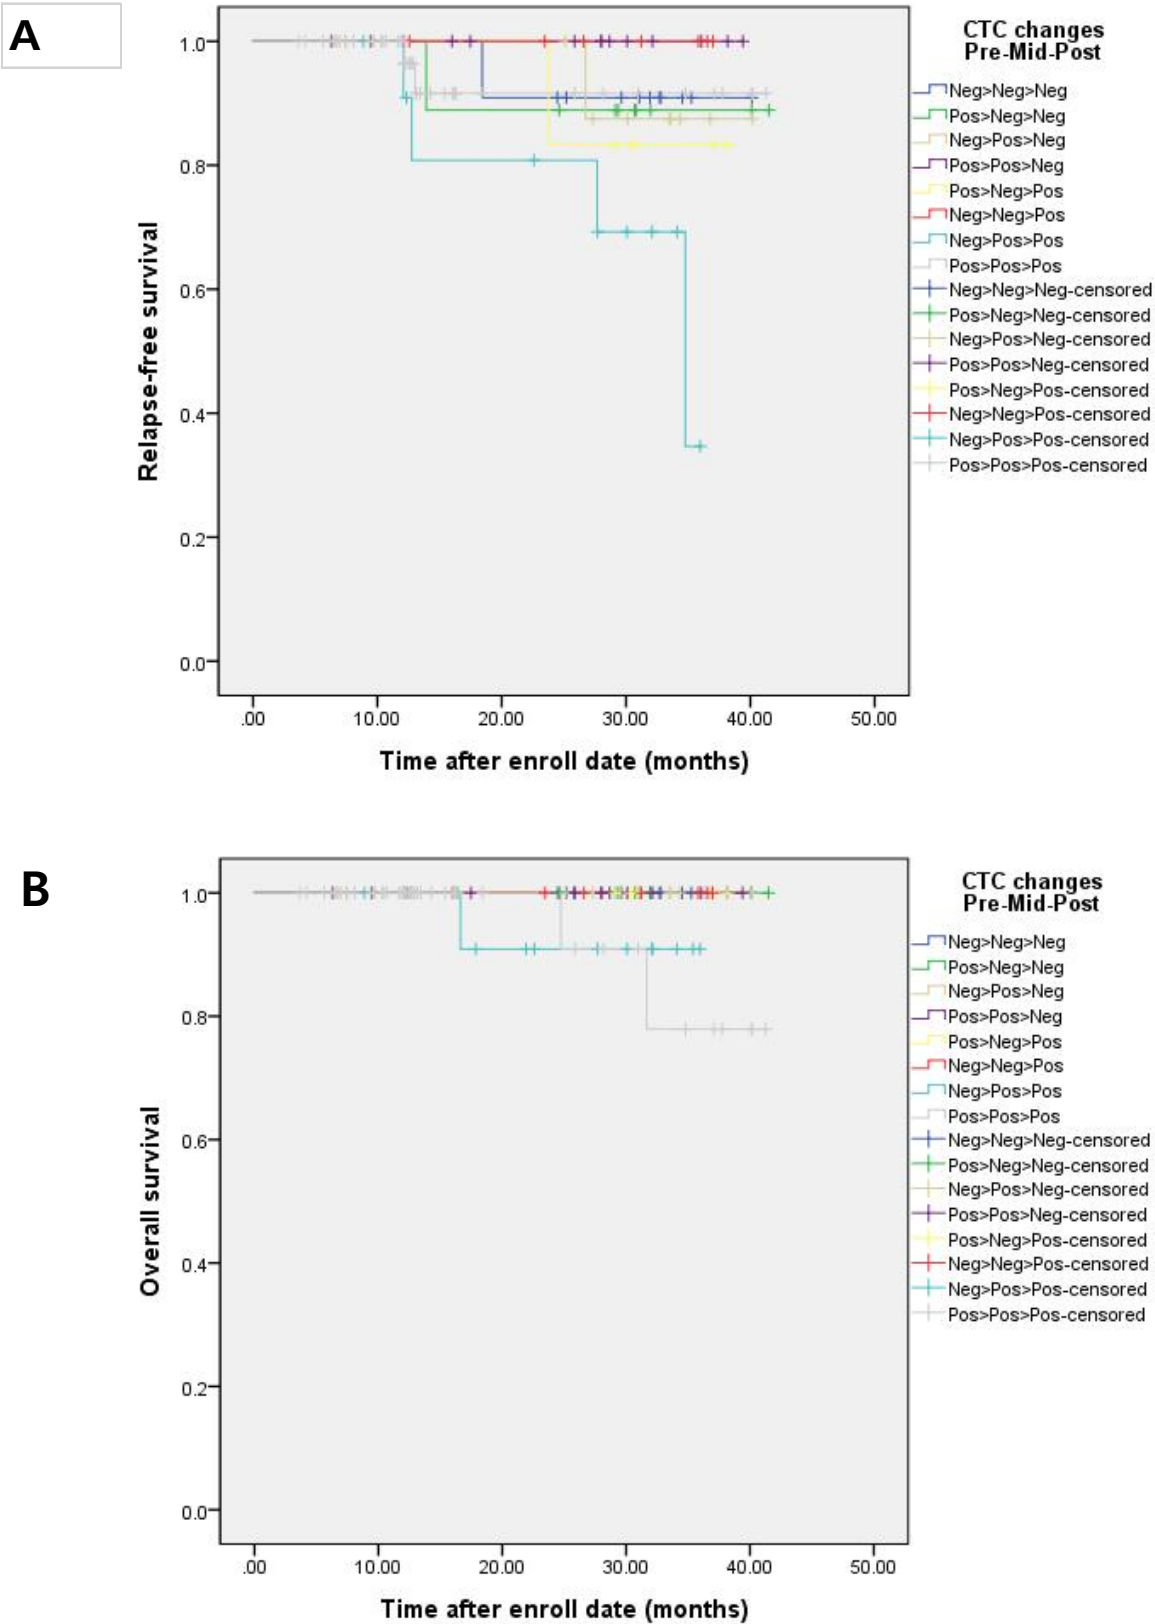 A
CTC changes
Pre-Mid-Post
1.0
0.8
0.6
0.4
0.2
0.0
Relapse-free survival
Neg>Neg>Neg
Pos>Neg>Neg
Neg>Pos>Neg
Pos>Pos>Neg
Pos>Neg>Pos
Neg>Neg>Pos
Neg>Pos>Pos
Pos>Pos>Pos
Neg>Neg>Neg-censored
Pos>Neg>Neg-censored
Neg>Pos>Neg-censored
Pos>Pos>Neg-censored
Pos>Neg>Pos-censored
Neg>Neg>Pos-censored
Neg>Pos>Pos-censored
Pos>Pos>Pos-censored
.00 10.00 20.00 30.00 40.00 50.00
Time after enroll date (months)
B
CTC changes
Pre-Mid-Post
1.0
0.8
0.6
0.4
0.2
0.0
Overall survival
Neg>Neg>Neg
Pos>Neg>Neg
Neg>Pos>Neg
Pos>Pos>Neg
Pos>Neg>Pos
Neg>Neg>Pos
Neg>Pos>Pos
Pos>Pos>Pos
Neg>Neg>Neg-censored
Pos>Neg>Neg-censored
Neg>Pos>Neg-censored
Pos>Pos>Neg-censored
Pos>Neg>Pos-censored
Neg>Neg>Pos-censored
Neg>Pos>Pos-censored
Pos>Pos>Pos-censored
.00 10.00 20.00 30.00 40.00 50.00
Time after enroll date (months)